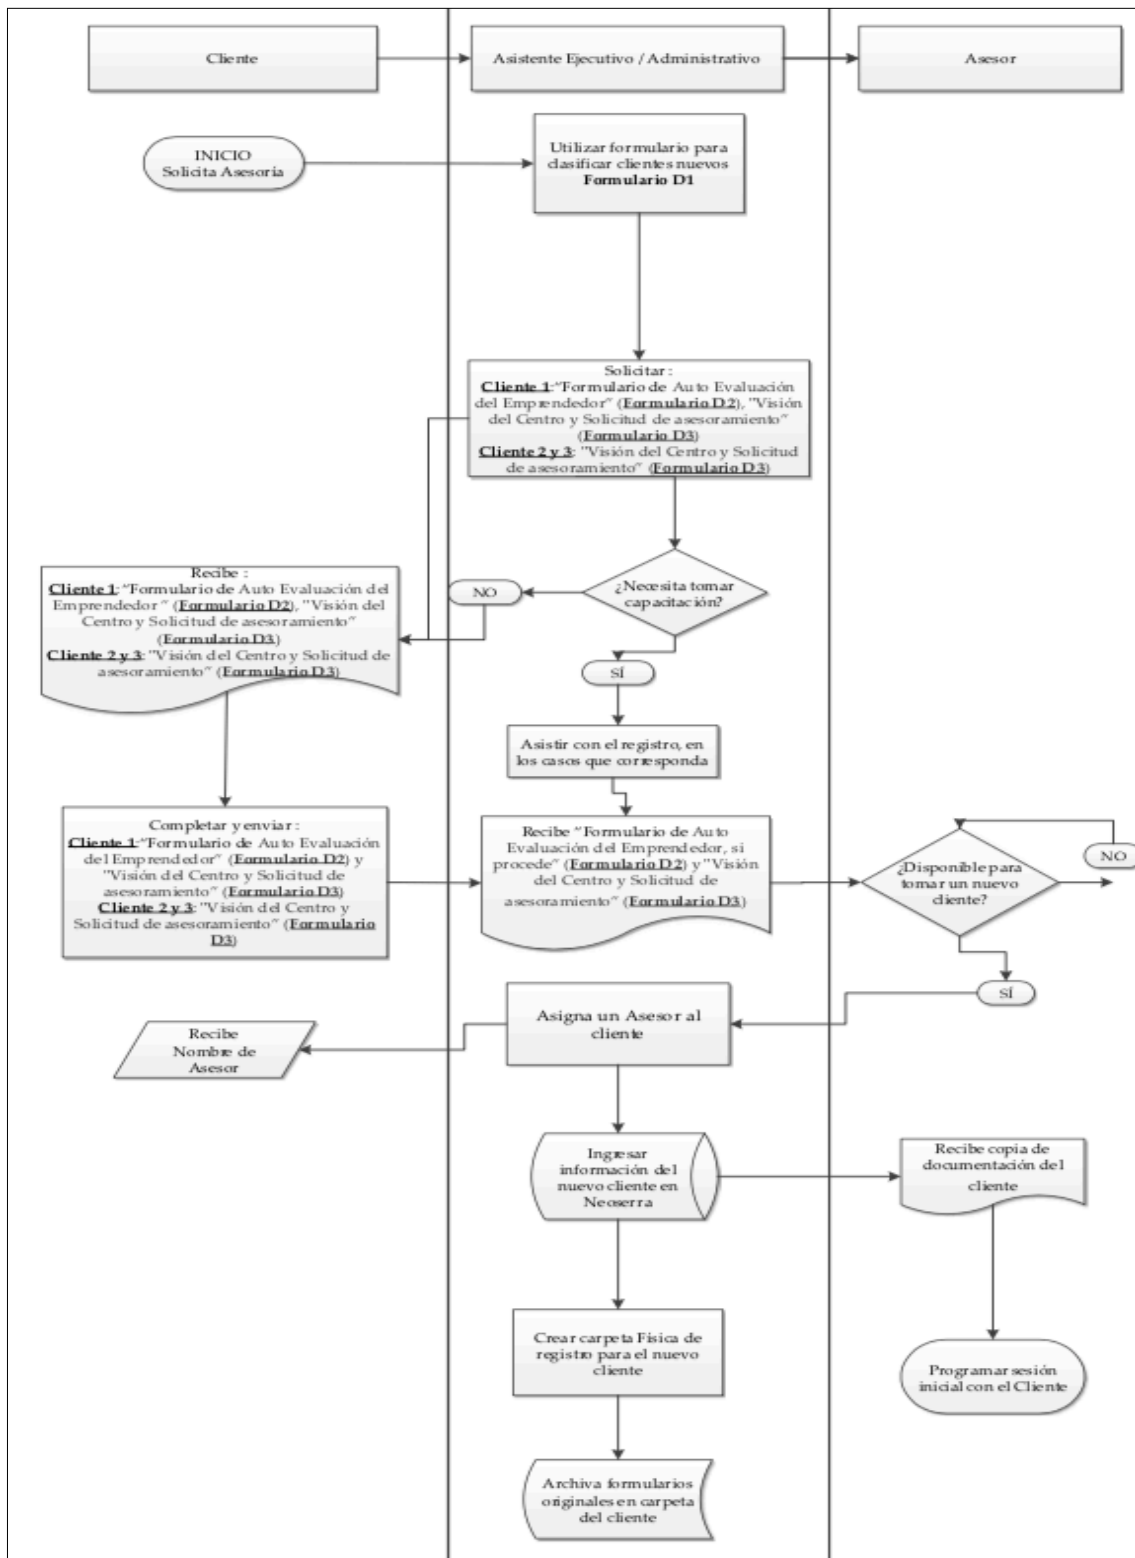 Cliente
Asistente Ejecutivo / Administrativo
Asesor
INICIO
Solicita Asesoría
Utilizar formulario para
clasificar clientes nuevos
Formulario D1
Solicitar :
Cliente 1:“Formulario de Auto Evaluación
del Emprendedor” (Formulario D2), "Visión
del Centro y Solicitud de asesoramiento”
(Formulario D3)
Cliente 2 y 3: "Visión del Centro y Solicitud
de asesoramiento” (Formulario D3)
¿Necesita tomar
capacitación?
NO
SÍ
Recibe :
Cliente 1: “Formulario de Auto Evaluación del
Emprendedor ” (Formulario D2), "Visión del
Centro y Solicitud de asesoramiento”
(Formulario D3)
Cliente 2 y 3: "Visión del Centro y Solicitud de
asesoramiento” (Formulario D3)
Asistir con el registro, en
los casos que corresponda
Completar y enviar :
Cliente 1:“Formulario de Auto Evaluación
del Emprendedor” (Formulario D2) y
"Visión del Centro y Solicitud de
asesoramiento” (Formulario D3)
Cliente 2 y 3: "Visión del Centro y
Solicitud de asesoramiento” (Formulario
D3)
Recibe “Formulario de Auto
Evaluación del Emprendedor, si
procede” (Formulario D2) y "Visión
del Centro y Solicitud de
asesoramiento” (Formulario D3)
¿Disponible para
tomar un nuevo
cliente?
NO
SÍ
Asigna un Asesor al
cliente
Recibe
Nombre de
Asesor
Ingresar
información del
nuevo cliente en
Neoserra
Recibe copia de
documentación del
cliente
Crear carpeta Física de
registro para el nuevo
cliente
Programar sesión
inicial con el Cliente
Archiva formularios
originales en carpeta
del cliente